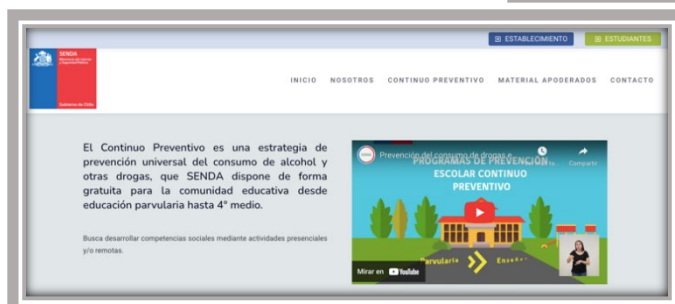 ESTABLECIMIENTO
ESTUDIANTES
SENDA
Gobierno de Chile
INICIO NOSOTROS CONTINUO PREVENTIVO MATERIAL APODERADOS CONTACTO
El Continuo Preventivo es una estrategia de
prevención universal del consumo de alcohol y
otras drogas, que SENDA dispone de forma
gratuita para la comunidad educativa desde
educación parvularia hasta 4° medio.
Busca desarrollar competencias sociales mediante actividades presenciales
y/o remotas.
Prevención del consumo de drogas e...
Compartir
PROGRAMAS DE PREVENCIÓN
ESCOLAR CONTINUO
PREVENTIVO
Parvularia
Mirar en YouTube